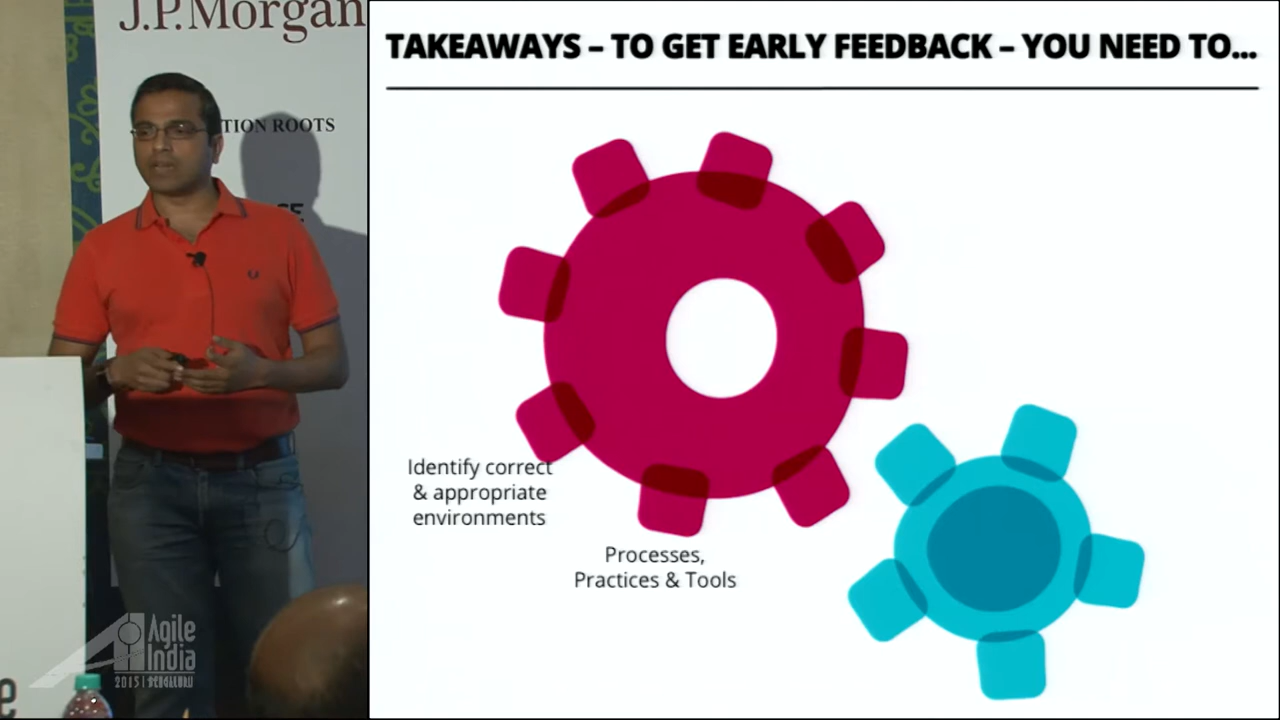 J.P.Morgan
TION ROOTS
TAKEAWAYS – TO GET EARLY FEEDBACK – YOU NEED TO...
Identify correct
& appropriate
environments
Processes,
Practices & Tools
Agile
India
2015 | BENGALURU